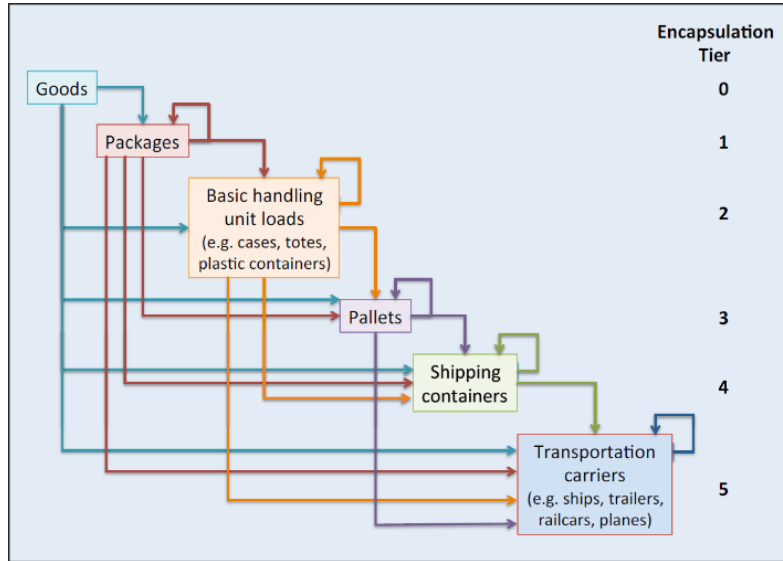 Encapsulation
Tier
Goods
0
Packages
1
Basic handling
unit loads
(e.g. cases, totes,
plastic containers)
2
Pallets
3
Shipping
containers
4
Transportation
carriers
(e.g. ships, trailers,
railcars, planes)
5